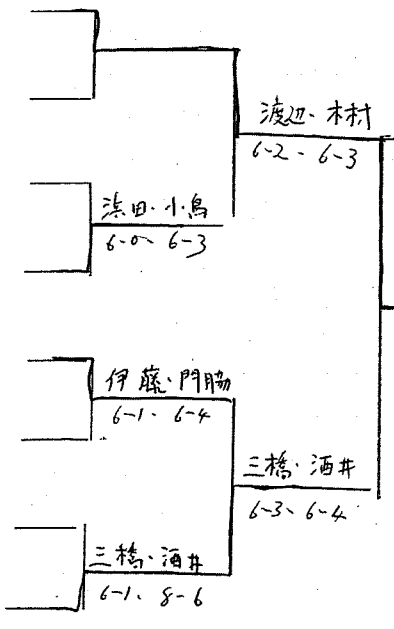 渡辺・木村
6-2、6-3
浜田・小島
6-0、6-3
伊藤・門脇
6-1、6-4
三橋・酒井
6-3、6-4
三橋・酒井
6-1、8-6